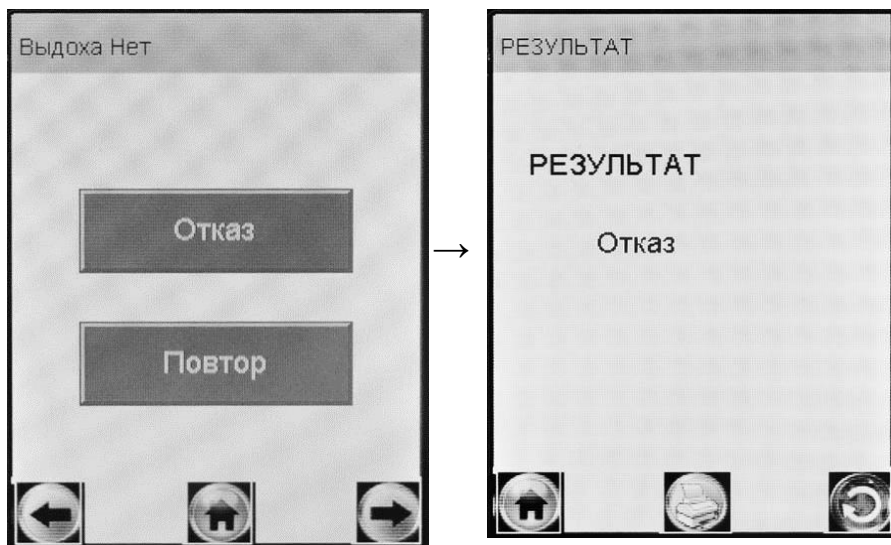 Выдоха Нет
Отказ
Повтор
→
РЕЗУЛЬТАТ
РЕЗУЛЬТАТ
Отказ